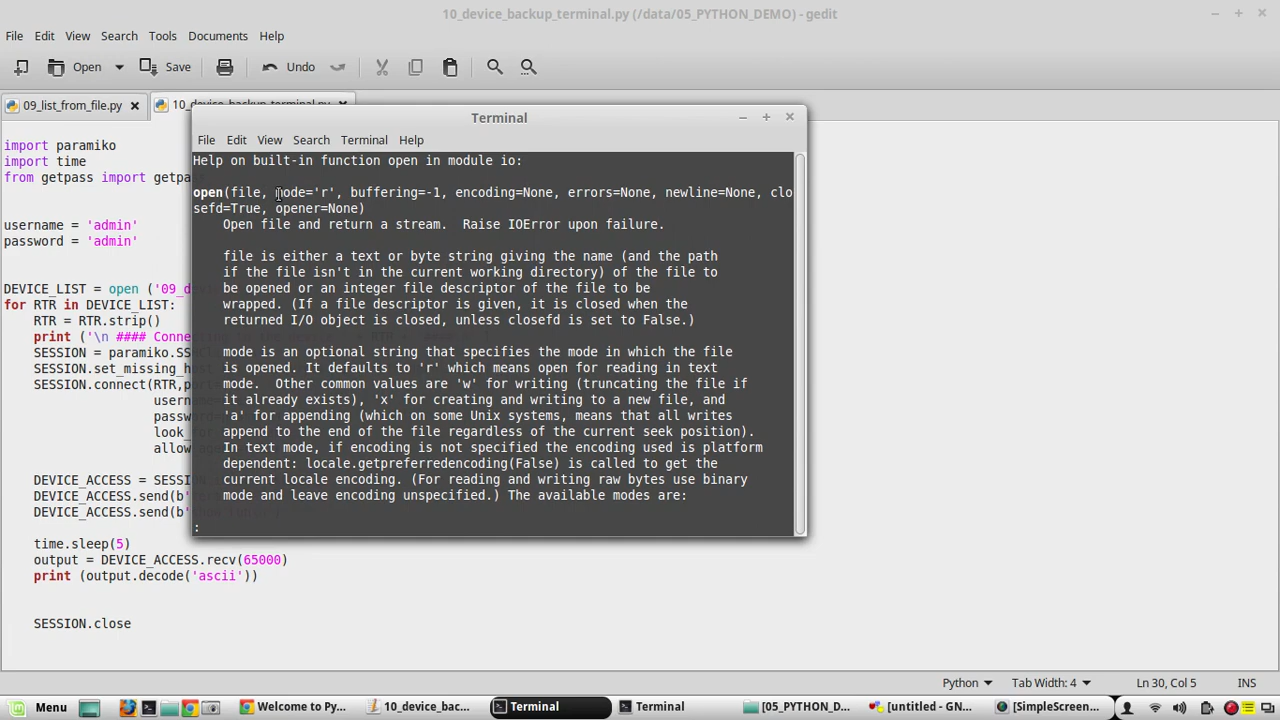 10_device_backup_terminal.py (/data/05_PYTHON_DEMO) - gedit
File Edit View Search Tools Documents Help
Open Save Undo
09_list_from_file.py 10_device_backup_terminal.py
import paramiko
import time
from getpass import getpas
username = 'admin'
password = 'admin'
DEVICE_LIST = open ('09_d
for RTR in DEVICE_LIST:
RTR = RTR.strip()
print ('\n #### Connecting
SESSION = paramiko.SSHCl
SESSION.set_missing_host
SESSION.connect(RTR,port
username
password
look_for
allow_agen
DEVICE_ACCESS = SESSION.i
DEVICE_ACCESS.send(b'ter
DEVICE_ACCESS.send(b'
time.sleep(5)
output = DEVICE_ACCESS.recv(65000)
print (output.decode('ascii'))
SESSION.close
Terminal
File Edit View Search Terminal Help
Help on built-in function open in module io:
open(file, mode='r', buffering=-1, encoding=None, errors=None, newline=None, clo
sefd=True, opener=None)
Open file and return a stream.  Raise IOError upon failure.
file is either a text or byte string giving the name (and the path
if the file isn't in the current working directory) of the file to
be opened or an integer file descriptor of the file to be
wrapped. (If a file descriptor is given, it is closed when the
returned I/O object is closed, unless closefd is set to False.)
mode is an optional string that specifies the mode in which the file
is opened. It defaults to 'r' which means open for reading in text
mode.  Other common values are 'w' for writing (truncating the file if
it already exists), 'x' for creating and writing to a new file, and
'a' for appending (which on some Unix systems, means that all writes
append to the end of the file regardless of the current seek position).
In text mode, if encoding is not specified the encoding used is platform
dependent: locale.getpreferredencoding(False) is called to get the
current locale encoding. (For reading and writing raw bytes use binary
mode and leave encoding unspecified.) The available modes are:
:
Python Tab Width: 4 Ln 30, Col 5 INS
Menu Welcome to Py... 10_device_bac... Terminal Terminal [05_PYTHON_D... [untitled - GN... [SimpleScreen...